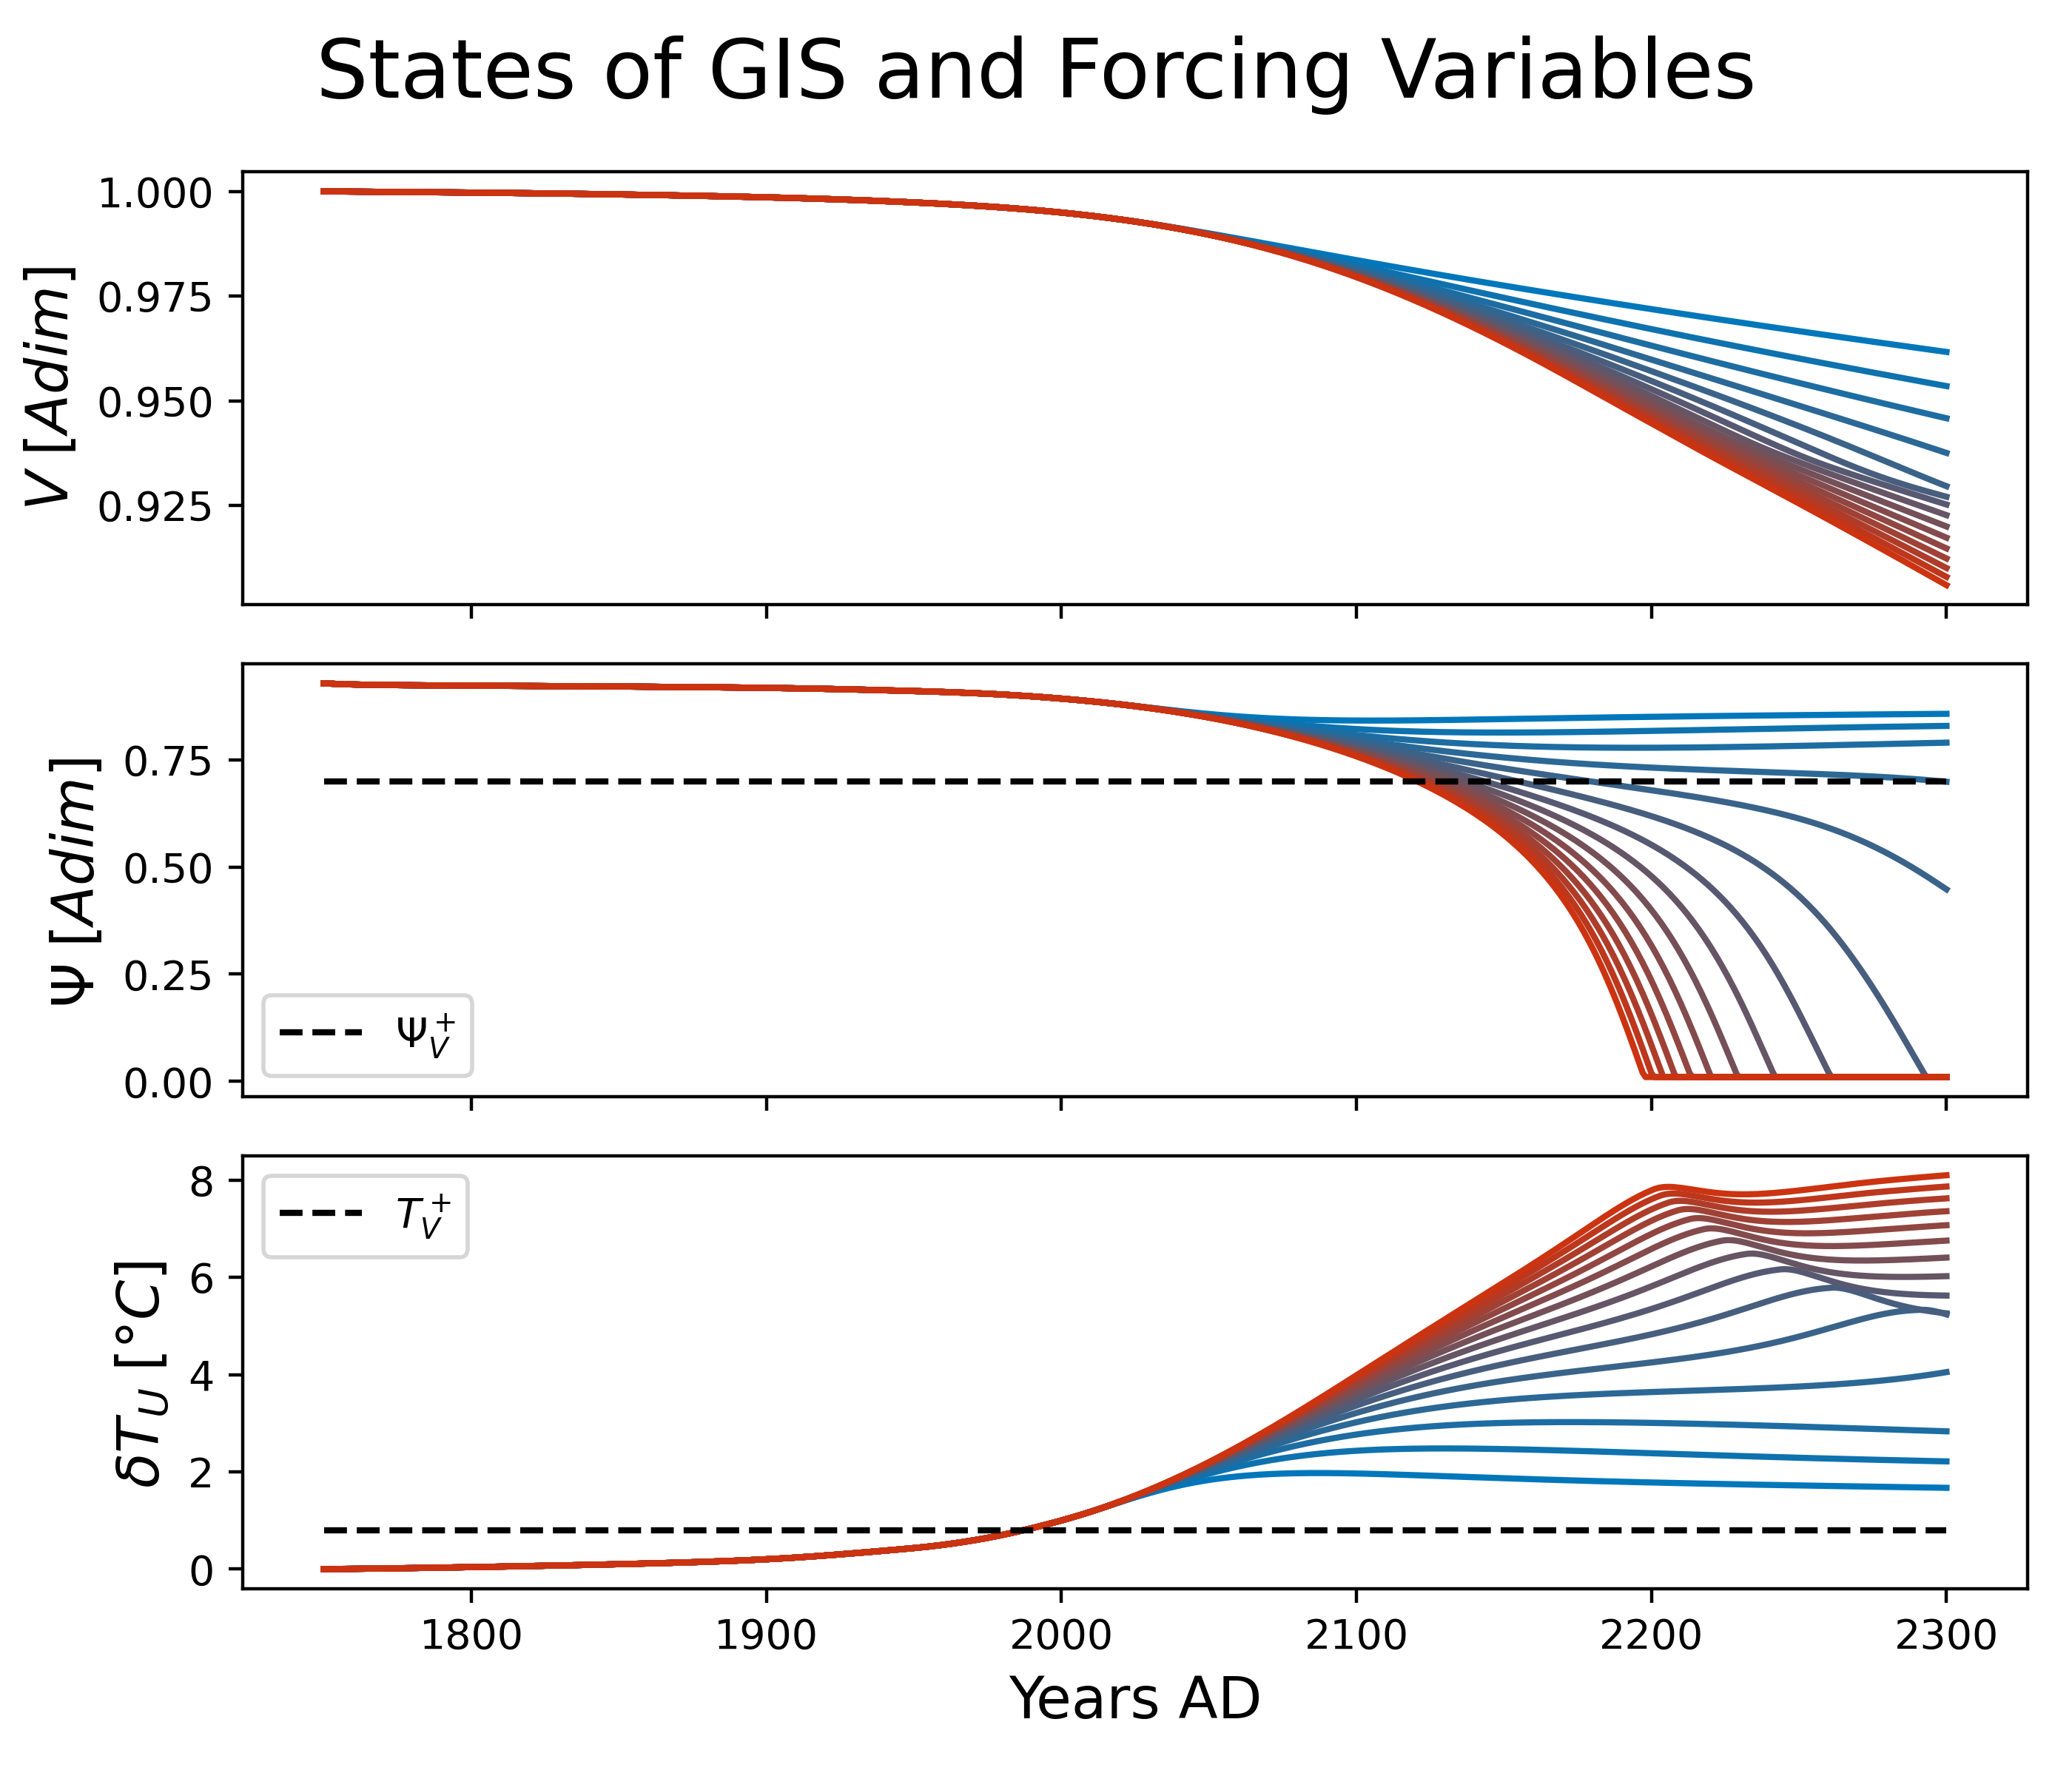 States of GIS and Forcing Variables
V [Adim]
1.000
0.975
0.950
0.925
Ψ [Adim]
0.75
0.50
0.25
0.00
Ψ_V^+
δT_U [°C]
8
6
4
2
0
T_V^+
1800 1900 2000 2100 2200 2300
Years AD